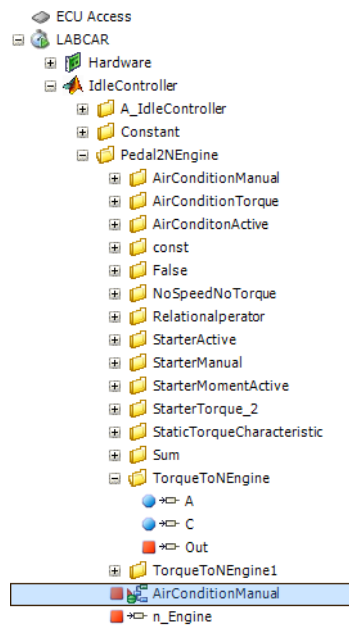 ECU Access
LABCAR
Hardware
IdleController
A_IdleController
Constant
Pedal2NEngine
AirConditionManual
AirConditionTorque
AirConditonActive
const
False
NoSpeedNoTorque
Relationalperator
StarterActive
StarterManual
StarterMomentActive
StarterTorque_2
StaticTorqueCharacteristic
Sum
TorqueToNEngine
A
C
Out
TorqueToNEngine1
AirConditionManual
n_Engine